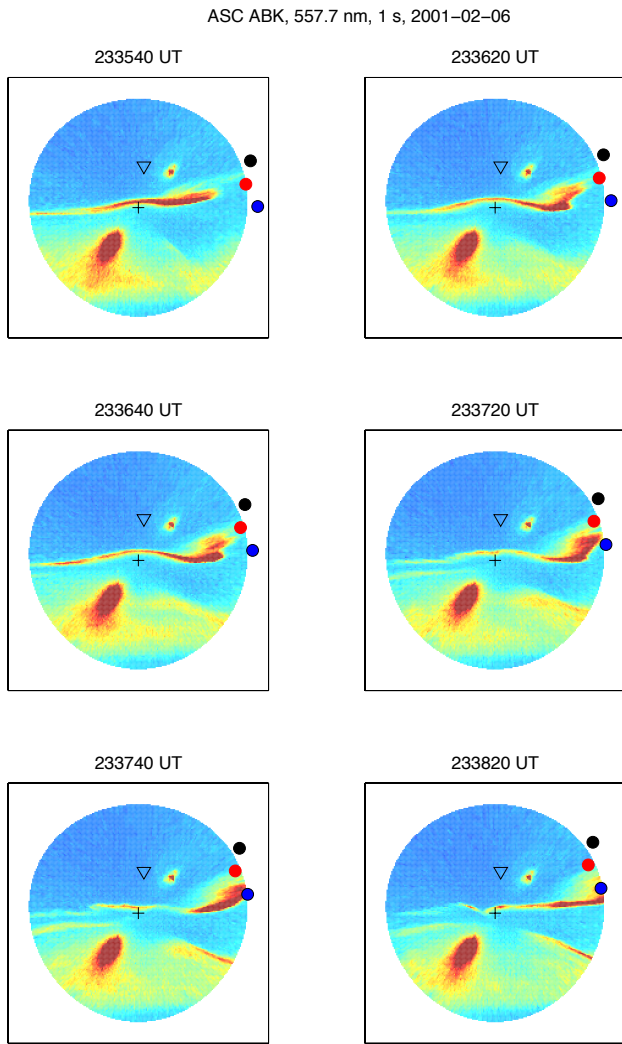 ASC ABK, 557.7 nm, 1 s, 2001−02−06
233540 UT
233620 UT
233640 UT
233720 UT
233740 UT
233820 UT